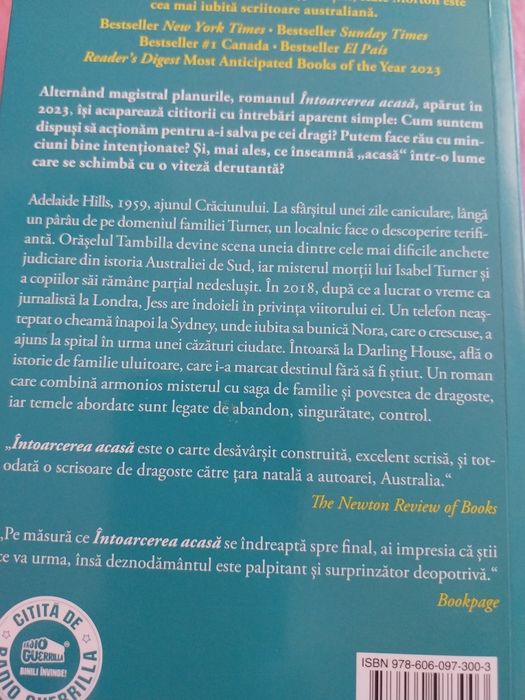 Morton este
cea mai iubită scriitoare australiană.
Bestseller New York Times • Bestseller Sunday Times
Bestseller #1 Canada • Bestseller El País
Reader's Digest Most Anticipated Books of the Year 2023
Alternând magistral planurile, romanul Întoarcerea acasă, apărut în
2023, își acaparează cititorii cu întrebări aparent simple: Cum suntem
dispuși să acționăm pentru a-i salva pe cei dragi? Putem face rău cu min-
ciuni bine intenționate? Și, mai ales, ce înseamnă „acasă“ într-o lume
care se schimbă cu o viteză derutantă?
Adelaide Hills, 1959, ajunul Crăciunului. La sfârșitul unei zile caniculare, lângă
un pârâu de pe domeniul familiei Turner, un localnic face o descoperire terifi-
antă. Orășelul Tambilla devine scena uneia dintre cele mai dificile anchete
judiciare din istoria Australiei de Sud, iar misterul morții lui Isabel Turner și
a copiilor săi rămâne parțial nedeslușit. În 2018, după ce a lucrat o vreme ca
jurnalistă la Londra, Jess are îndoieli în privința viitorului ei. Un telefon neaș-
teptat o cheamă înapoi la Sydney, unde iubita sa bunică Nora, care o crescuse, a
ajuns la spital în urma unei căzături ciudate. Întoarsă la Darling House, află o
istorie de familie uluitoare, care i-a marcat destinul fără să fi știut. Un roman
care combină armonios misterul cu saga de familie și povestea de dragoste,
iar temele abordate sunt legate de abandon, singurătate, control.
„Întoarcerea acasă este o carte desăvârșit construită, excelent scrisă, și tot-
odată o scrisoare de dragoste către țara natală a autoarei, Australia.“
The Newton Review of Books
„Pe măsură ce Întoarcerea acasă se îndreaptă spre final, ai impresia că știi
ce va urma, însă deznodământul este palpitant și surprinzător deopotrivă.“
Bookpage
CITITĂ DE
RADIO
GUERRILLA
BINILI ÎNVINGE!
RADIO GUERRILLA
ISBN 978-606-097-300-3